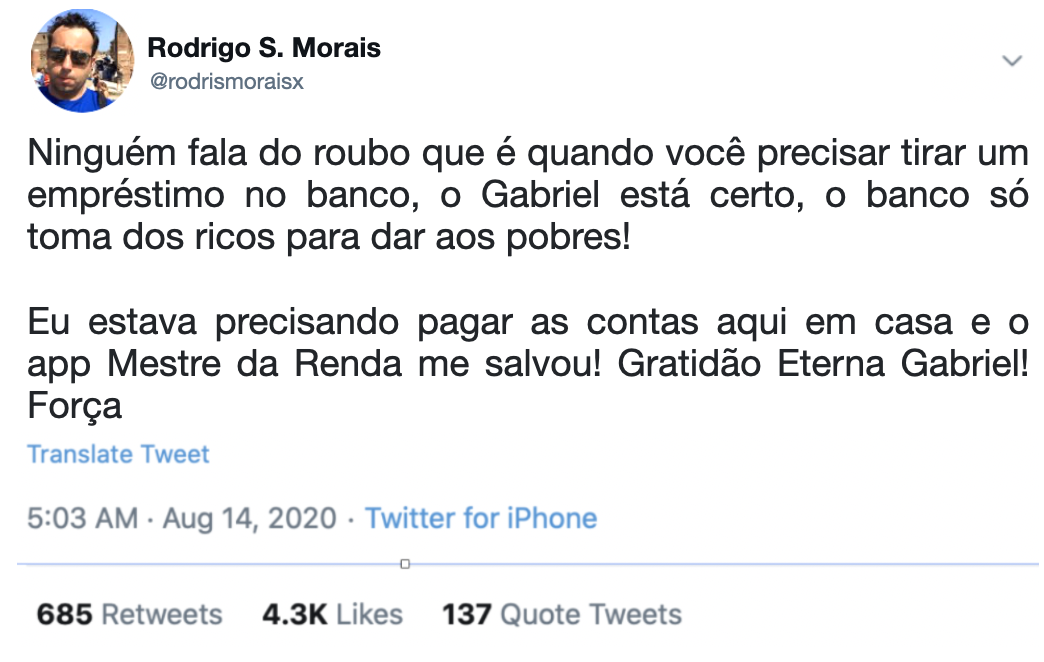 Rodrigo S. Morais
@rodrismoraisx
Ninguém fala do roubo que é quando você precisar tirar um
empréstimo no banco, o Gabriel está certo, o banco só
toma dos ricos para dar aos pobres!
Eu estava precisando pagar as contas aqui em casa e o
app Mestre da Renda me salvou! Gratidão Eterna Gabriel!
Força
Translate Tweet
5:03 AM · Aug 14, 2020 · Twitter for iPhone
685 Retweets 4.3K Likes 137 Quote Tweets